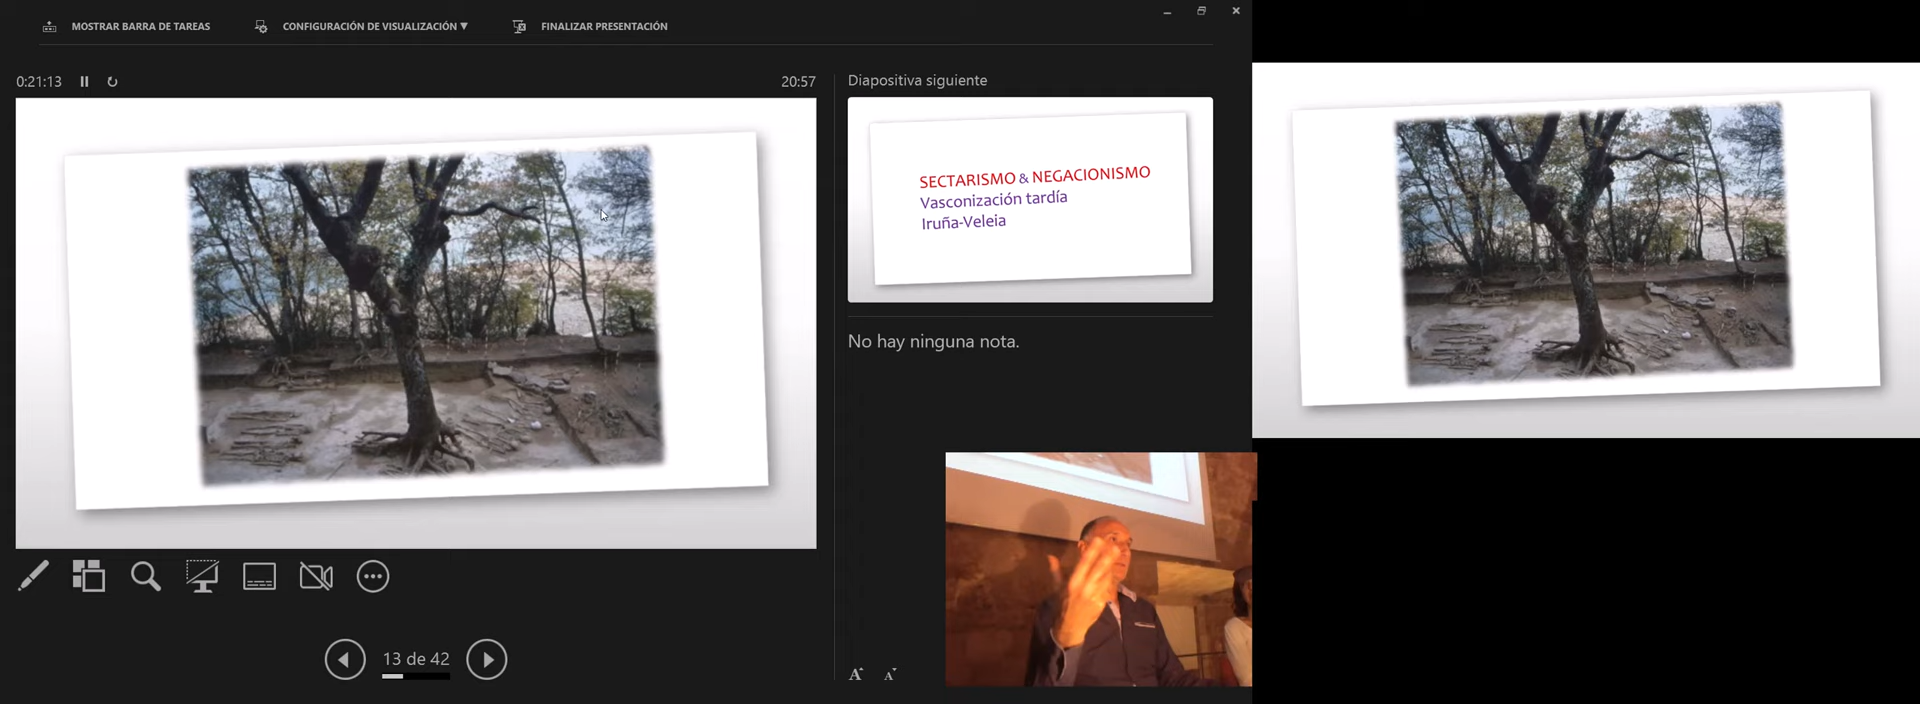 MOSTRAR BARRA DE TAREAS
CONFIGURACIÓN DE VISUALIZACIÓN ▼
FINALIZAR PRESENTACIÓN
0:21:13
20:57
Diapositiva siguiente
SECTARISMO & NEGACIONISMO
Vasconización tardía
Iruña-Veleia
No hay ninguna nota.
13 de 42
A A